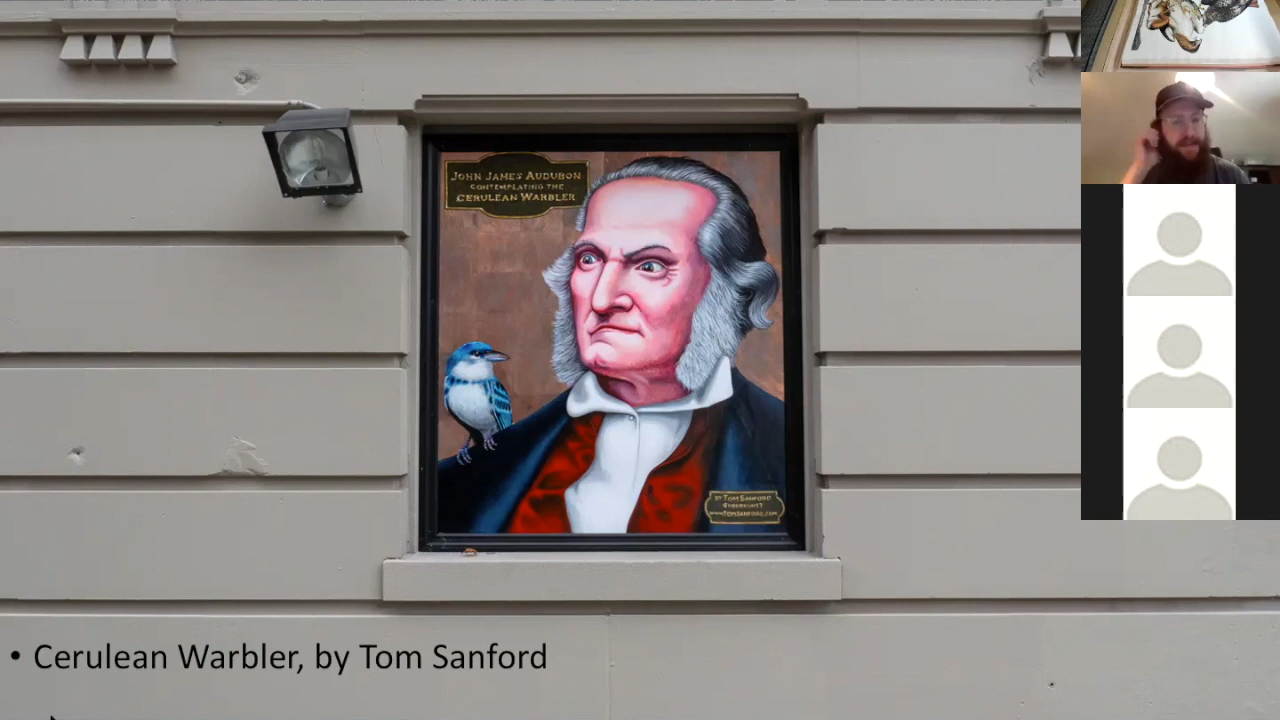 JOHN JAMES AUDUBON
CONTEMPLATING THE
CERULEAN WARBLER
BY TOM SANFORD
WWW.TOMSANFORD.COM
• Cerulean Warbler, by Tom Sanford